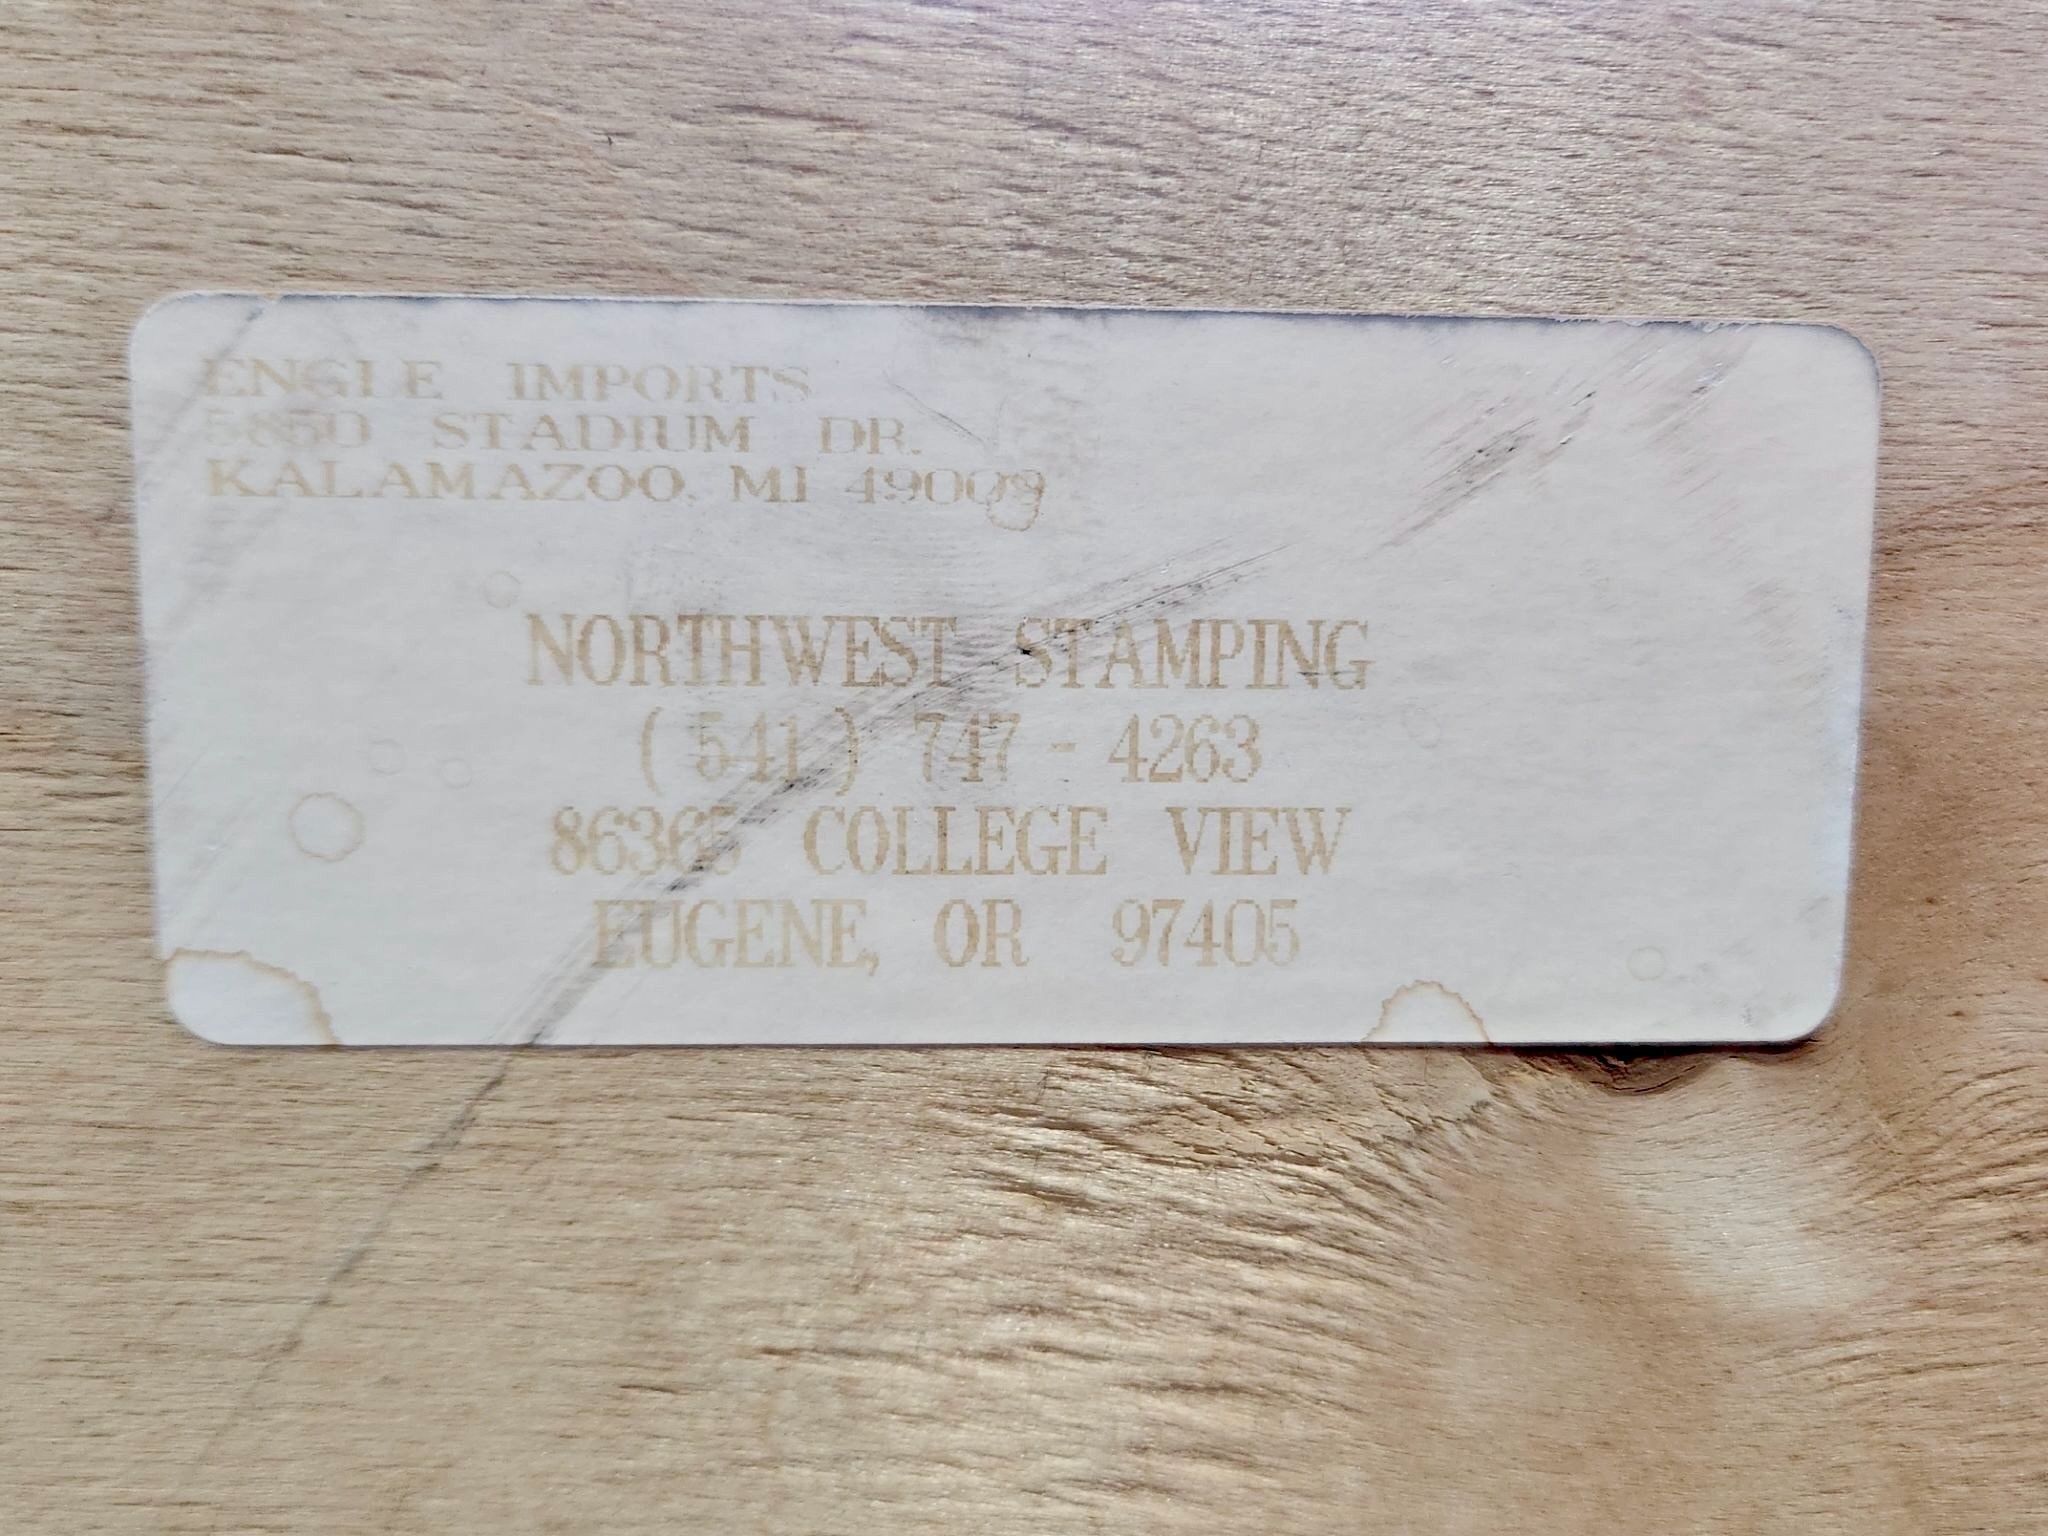 ENGLE IMPORTS
5850 STADIUM DR.
KALAMAZOO, MI 49009
NORTHWEST STAMPING
( 541 ) 747 - 4263
86365 COLLEGE VIEW
EUGENE, OR 97405